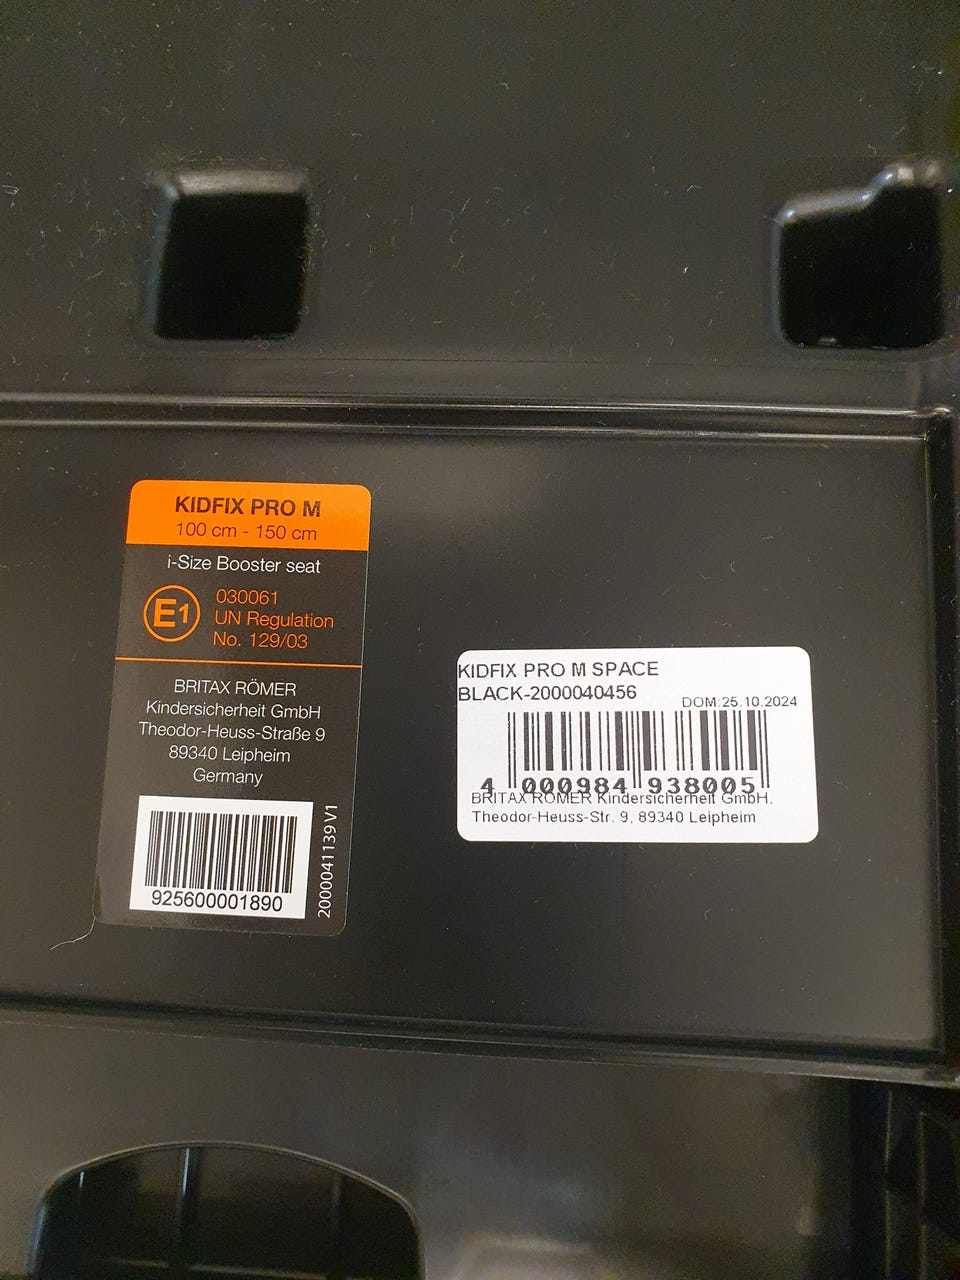 KIDFIX PRO M
100 cm - 150 cm
i-Size Booster seat
E1
030061
UN Regulation
No. 129/03
BRITAX RÖMER
Kindersicherheit GmbH
Theodor-Heuss-Straße 9
89340 Leipheim
Germany
925600001890
2000041139 V1
KIDFIX PRO M SPACE
BLACK-2000040456
DOM:25.10.2024
4 000984 938005
BRITAX RÖMER Kindersicherheit GmbH,
Theodor-Heuss-Str. 9, 89340 Leipheim